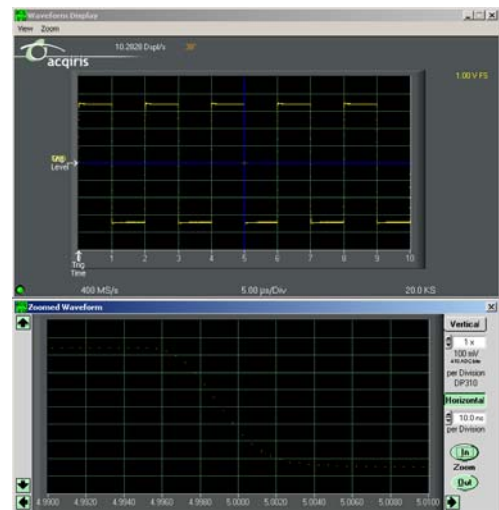 Waveform Display
View Zoom
10.2828 Dspl/s
acqiris
1.00 V FS
Level
1 2 3 4 5 6 7 8 9 10
Trig
Time
400 MS/s 5.00 µs/Div 20.0 KS
Zoomed Waveform
Vertical
1 x
100 mV
per Division
DP310
Horizontal
10.0 ns
per Division
In
Zoom
Out
4.9900 4.9920 4.9940 4.9960 4.9980 5.0000 5.0020 5.0040 5.0060 5.0080 5.0100